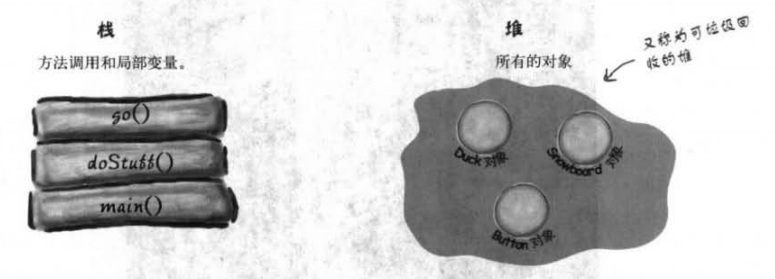 栈
方法调用和局部变量。
go()
doStuff()
main()
堆
所有的对象
又称为可垃圾回
收的堆
Duck 对象
Snowboard 对象
Button 对象